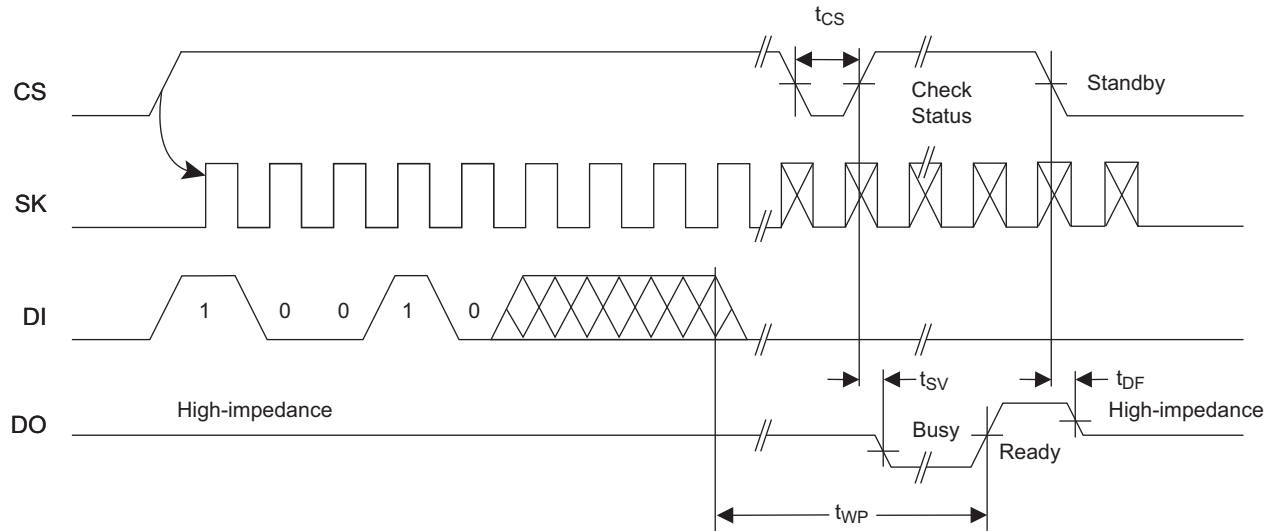 tCS
CS
Check
Status
Standby
SK
DI
1 0 0 1 0
tSV
tDF
DO
High-impedance
Busy
Ready
High-impedance
tWP